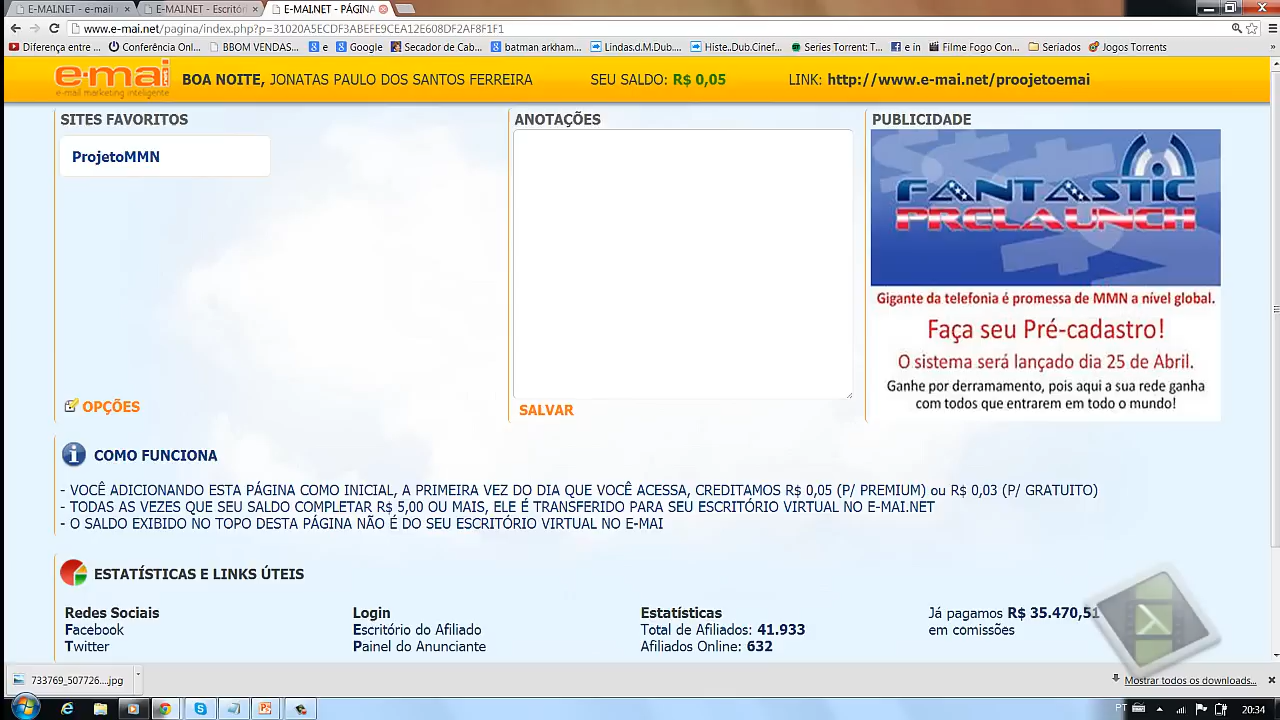 E-MAI.NET - e-mail
E-MAI.NET - Escritór
E-MAI.NET - PÁGINA
www.e-mai.net/pagina/index.php?p=31020A5ECDF3ABEFE9CEA12E608DF2AF8F1F1
Diferença entre ...
Conferência Onl...
BBOM VENDAS...
e
Google
Secador de Cab...
batman arkham...
Lindas.d.M.Dub...
Histe..Dub.Cinef...
Series Torrent: T...
e in
Filme Fogo Con...
Seriados
Jogos Torrents
e-mai
e-mail marketing inteligente
BOA NOITE, JONATAS PAULO DOS SANTOS FERREIRA
SEU SALDO: R$ 0,05
LINK: http://www.e-mai.net/proojetoemai
SITES FAVORITOS
ProjetoMMN
OPÇÕES
ANOTAÇÕES
SALVAR
PUBLICIDADE
FANTASTIC
PRELAUNCH
Gigante da telefonia é promessa de MMN a nível global.
Faça seu Pré-cadastro!
O sistema será lançado dia 25 de Abril.
Ganhe por derramamento, pois aqui a sua rede ganha
com todos que entrarem em todo o mundo!
COMO FUNCIONA
- VOCÊ ADICIONANDO ESTA PÁGINA COMO INICIAL, A PRIMEIRA VEZ DO DIA QUE VOCÊ ACESSA, CREDITAMOS R$ 0,05 (P/ PREMIUM) ou R$ 0,03 (P/ GRATUITO)
- TODAS AS VEZES QUE SEU SALDO COMPLETAR R$ 5,00 OU MAIS, ELE É TRANSFERIDO PARA SEU ESCRITÓRIO VIRTUAL NO E-MAI.NET
- O SALDO EXIBIDO NO TOPO DESTA PÁGINA NÃO É DO SEU ESCRITÓRIO VIRTUAL NO E-MAI
ESTATÍSTICAS E LINKS ÚTEIS
Redes Sociais
Facebook
Twitter
Login
Escritório do Afiliado
Painel do Anunciante
Estatísticas
Total de Afiliados: 41.933
Afiliados Online: 632
Já pagamos R$ 35.470,51
em comissões
733769_507726....jpg
Mostrar todos os downloads...
PT
20:34